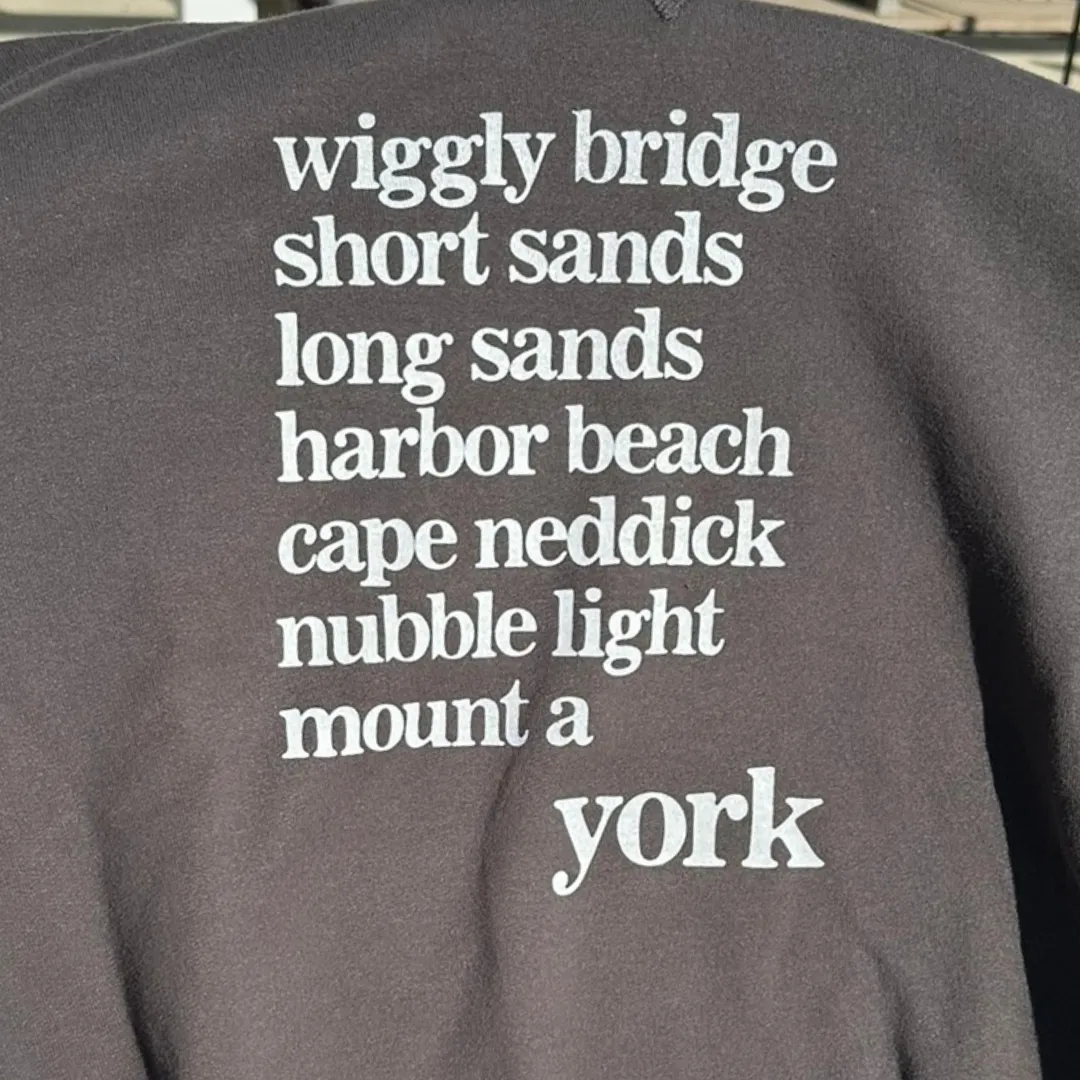 wiggly bridge
short sands
long sands
harbor beach
cape neddick
nubble light
mount a
york